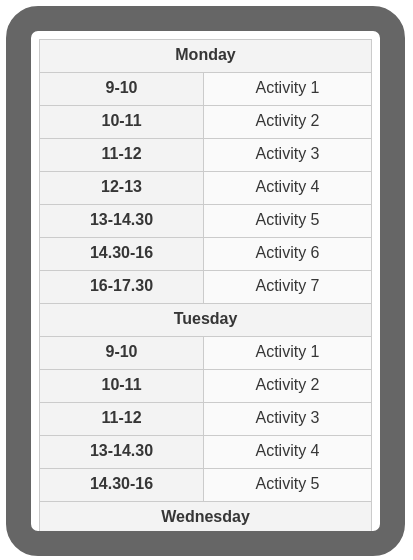 Monday
9-10 Activity 1
10-11 Activity 2
11-12 Activity 3
12-13 Activity 4
13-14.30 Activity 5
14.30-16 Activity 6
16-17.30 Activity 7
Tuesday
9-10 Activity 1
10-11 Activity 2
11-12 Activity 3
13-14.30 Activity 4
14.30-16 Activity 5
Wednesday